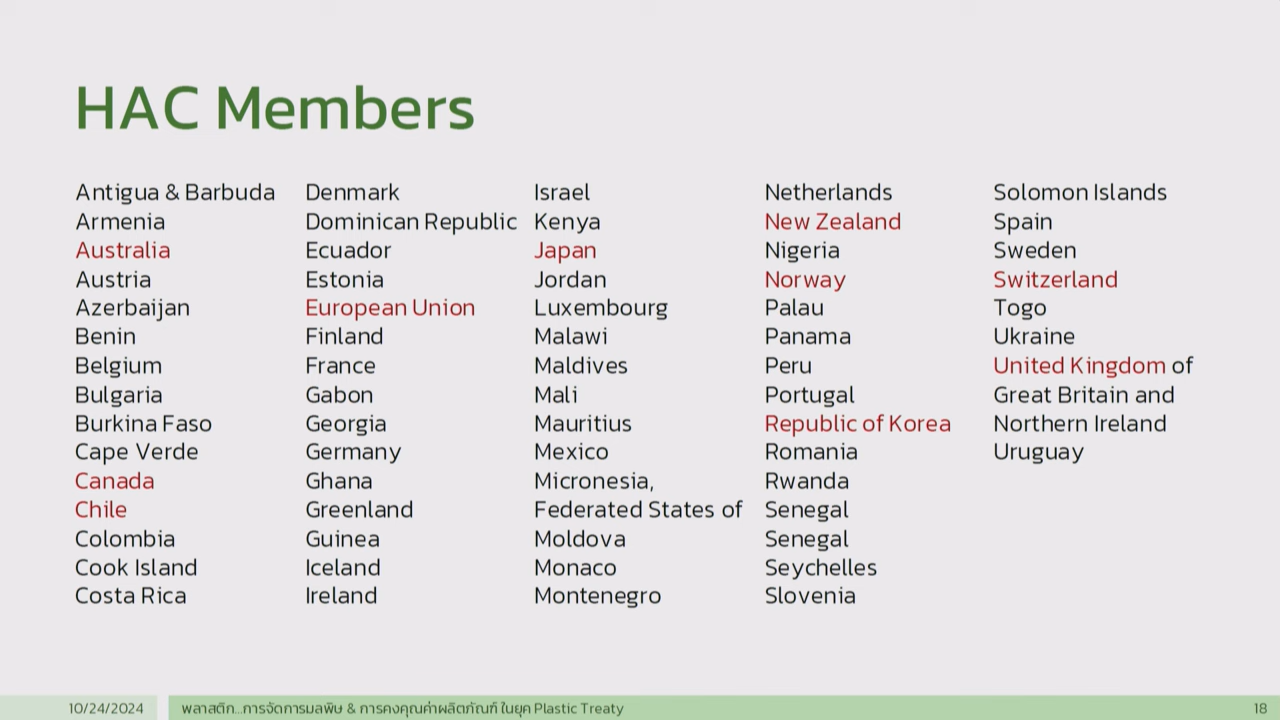 HAC Members
Antigua & Barbuda
Armenia
Australia
Austria
Azerbaijan
Benin
Belgium
Bulgaria
Burkina Faso
Cape Verde
Canada
Chile
Colombia
Cook Island
Costa Rica
Denmark
Dominican Republic
Ecuador
Estonia
European Union
Finland
France
Gabon
Georgia
Germany
Ghana
Greenland
Guinea
Iceland
Ireland
Israel
Kenya
Japan
Jordan
Luxembourg
Malawi
Maldives
Mali
Mauritius
Mexico
Micronesia,
Federated States of
Moldova
Monaco
Montenegro
Netherlands
New Zealand
Nigeria
Norway
Palau
Panama
Peru
Portugal
Republic of Korea
Romania
Rwanda
Senegal
Senegal
Seychelles
Slovenia
Solomon Islands
Spain
Sweden
Switzerland
Togo
Ukraine
United Kingdom of
Great Britain and
Northern Ireland
Uruguay
10/24/2024
พลาสติก...การจัดการมลพิษ & การคงคุณค่าผลิตภัณฑ์ ในยุค Plastic Treaty
18